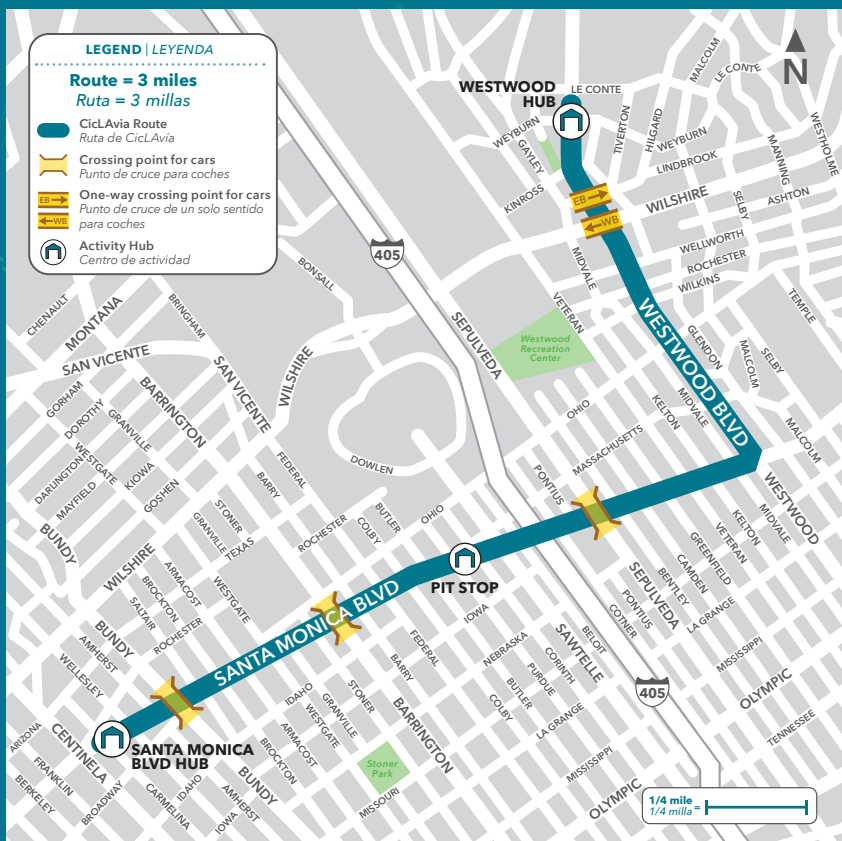 LEGEND | LEYENDA
Route = 3 miles
Ruta = 3 millas
CicLAvia Route
Ruta de CicLAvía
Crossing point for cars
Punto de cruce para coches
EB
WB
One-way crossing point for cars
Punto de cruce de un solo sentido
para coches
Activity Hub
Centro de actividad
N
WESTWOOD
HUB
LE CONTE
MALCOLM
LE CONTE
WEYBURN
GAYLEY
TIVERTON
HILGARD
WEYBURN
LINDBROOK
MANNING
WESTHOLME
KINROSS
EB
WB
WILSHIRE
SELBY
ASHTON
WELLWORTH
ROCHESTER
WILKINS
MIDVALE
VETERAN
TEMPLE
405
BONSALL
SEPULVEDA
Westwood
Recreation
Center
WESTWOOD BLVD
GLENDON
MALCOLM
SELBY
MIDVALE
KELTON
MALCOLM
CHENAULT
MONTANA
BRINGHAM
SAN VICENTE
SAN VICENTE
WILSHIRE
GORHAM
DOROTHY
BARRINGTON
GRANVILLE
WESTGATE
DARLINGTON
MAYFIELD
KIOWA
GOSHEN
FEDERAL
BARRY
DOWLEN
OHIO
MASSACHUSETTS
PONTIUS
WESTWOOD
STONER
GRANVILLE
TEXAS
ROCHESTER
COLBY
BUTLER
OHIO
BUNDY
WILSHIRE
ARMACOST
BROCKTON
SALTAIR
WESTGATE
ROCHESTER
PIT STOP
SANTA MONICA BLVD
IOWA
MIDVALE
KELTON
VETERAN
GREENFIELD
CAMDEN
BENTLEY
SEPULVEDA
PONTIUS
COTNER
LA GRANGE
MISSISSIPPI
OLYMPIC
TENNESSEE
BUNDY
AMHERST
WELLESLEY
FEDERAL
BARRY
NEBRASKA
SAWTELLE
BELOIT
CORINTH
PURDUE
BUTLER
COLBY
LA GRANGE
405
IDAHO
STONER
GRANVILLE
WESTGATE
ARMACOST
BROCKTON
BARRINGTON
ARIZONA
CENTINELA
SANTA MONICA
BLVD HUB
FRANKLIN
BERKELEY
BROADWAY
CARMELINA
IDAHO
IOWA
AMHERST
BUNDY
Stoner
Park
MISSOURI
MISSISSIPPI
OLYMPIC
1/4 mile
1/4 milla =